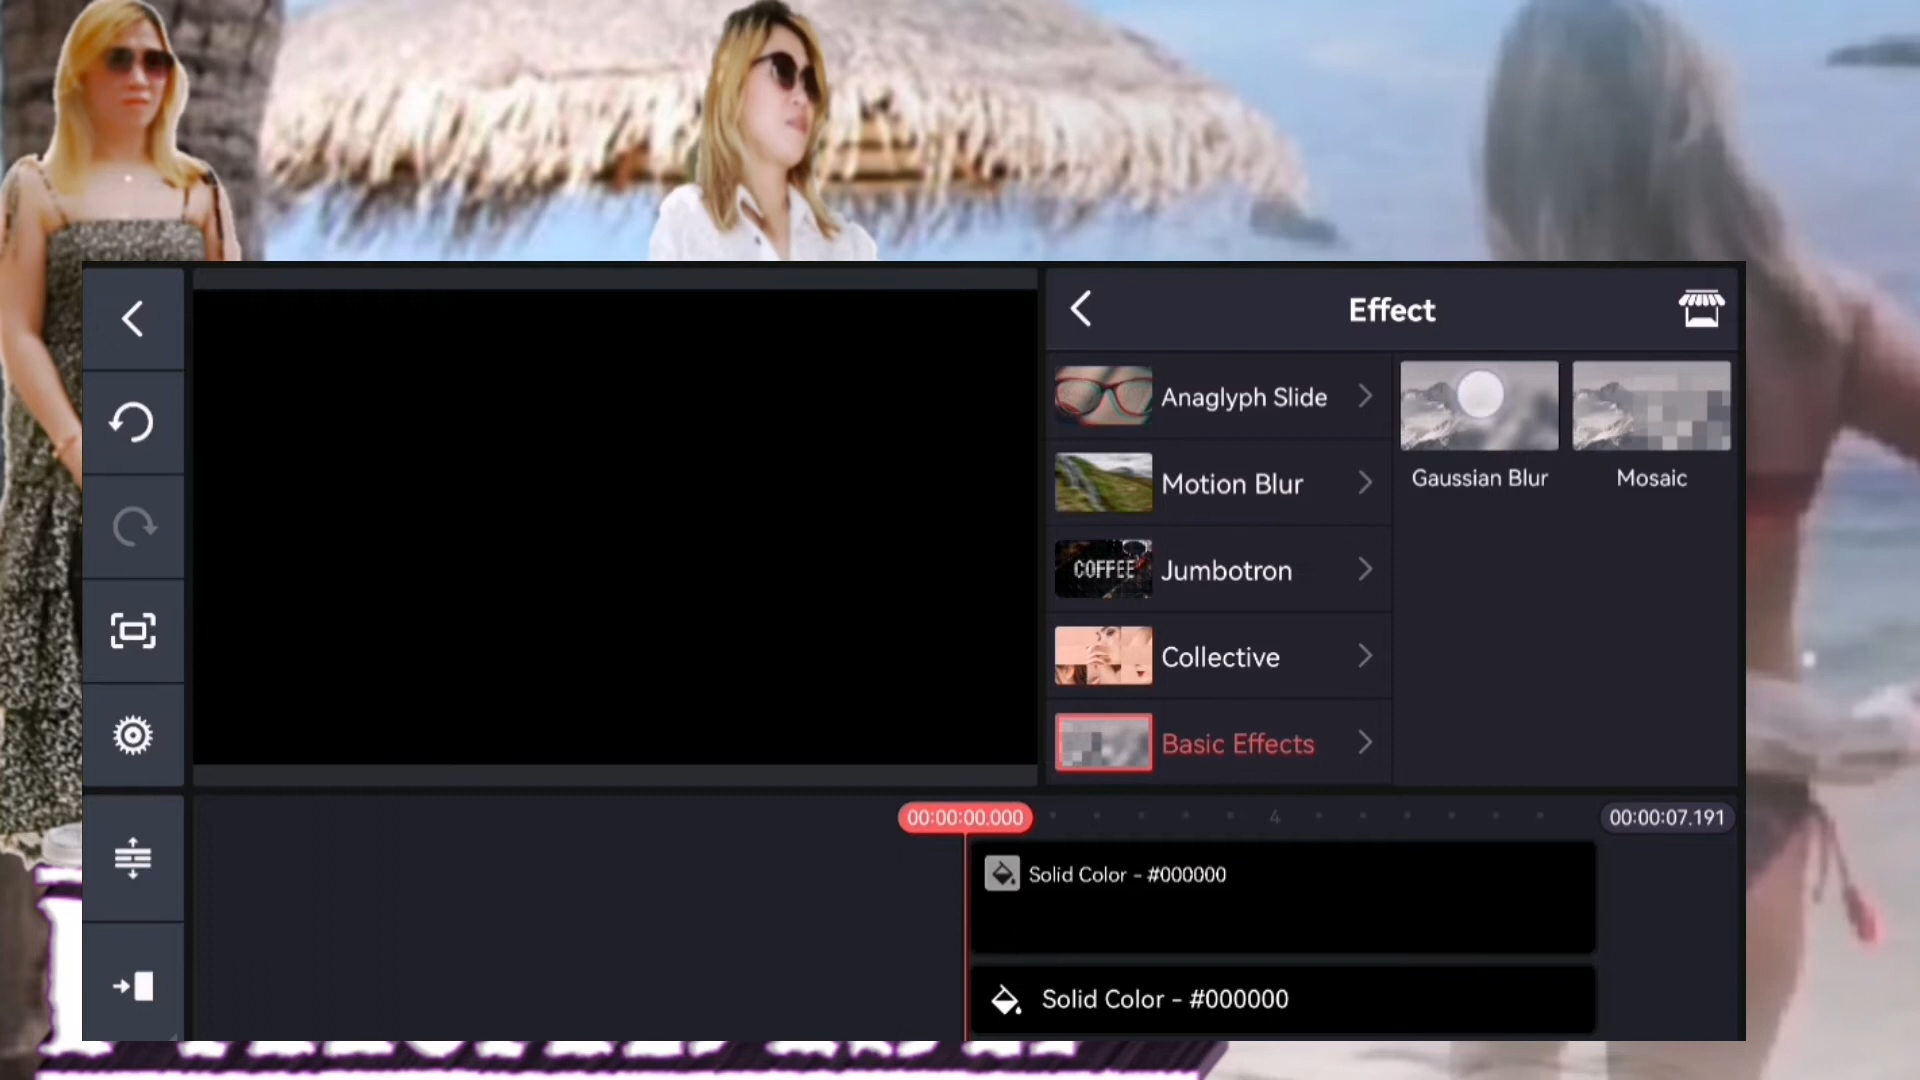 Effect
Anaglyph Slide
Motion Blur
COFFEE
Jumbotron
Collective
Basic Effects
Gaussian Blur
Mosaic
00:00:00.000
4
00:00:07.191
Solid Color - #000000
Solid Color - #000000